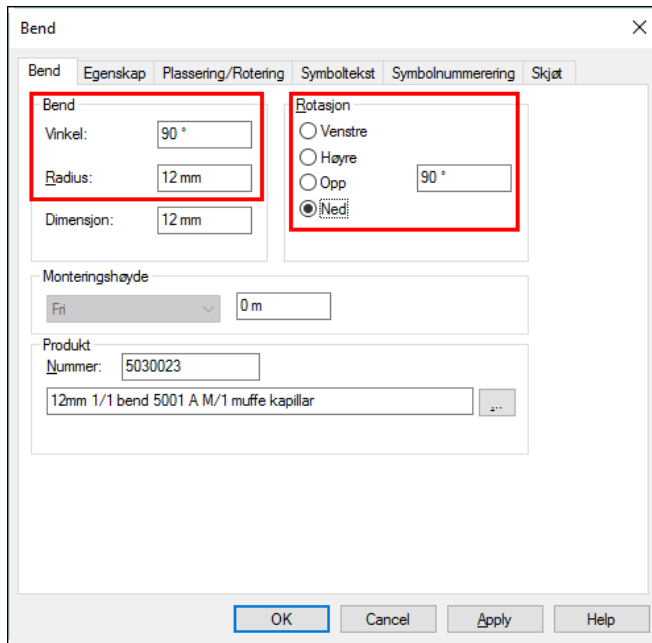 Bend
Bend Egenskap Plassering/Rotering Symboltekst Symbolnummerering Skjøt
Bend
Vinkel: 90 °
Radius: 12 mm
Dimensjon: 12 mm
Rotasjon
Venstre
Høyre
Opp 90 °
Ned
Monteringshøyde
Fri 0 m
Produkt
Nummer: 5030023
12mm 1/1 bend 5001 A M/1 muffe kapillar ...
OK Cancel Apply Help